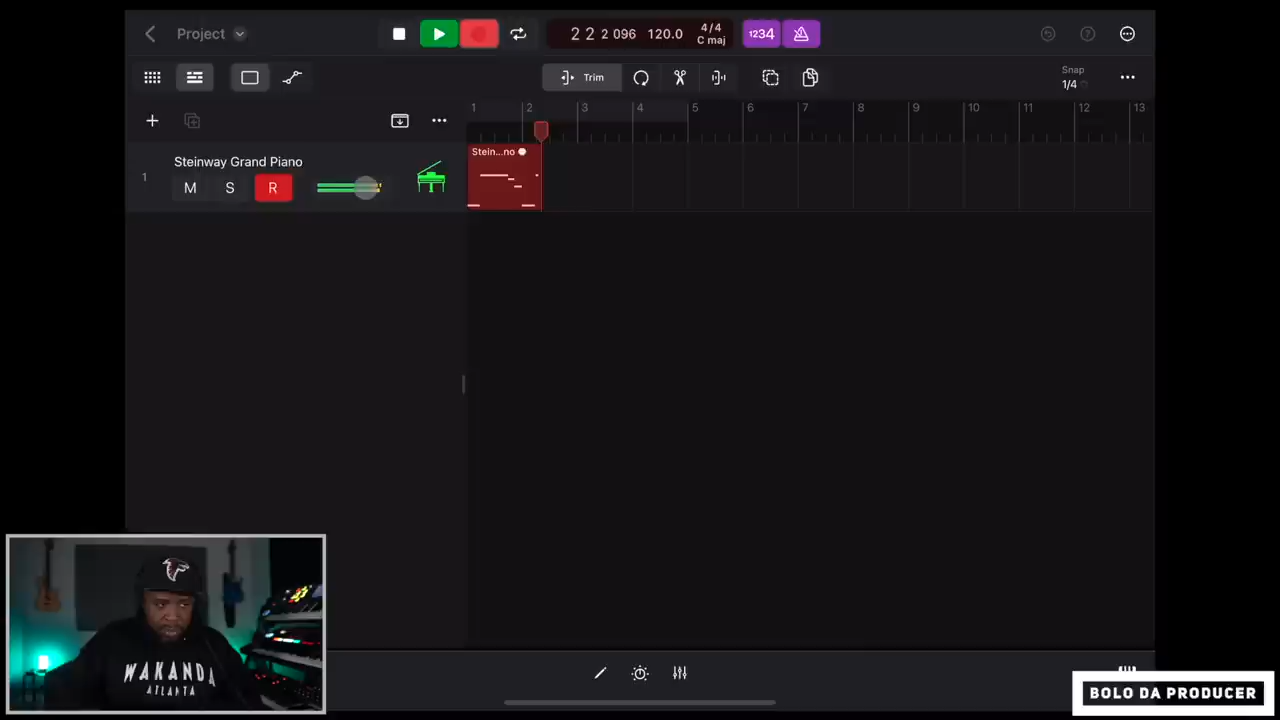 Project
2 2 2 096
120.0
4/4
C maj
1234
Trim
Snap
1/4
1
2
3
4
5
6
7
8
9
10
11
12
13
1
Steinway Grand Piano
M
S
R
Stein...no
WAKANDA
ATLANTA
BOLO DA PRODUCER